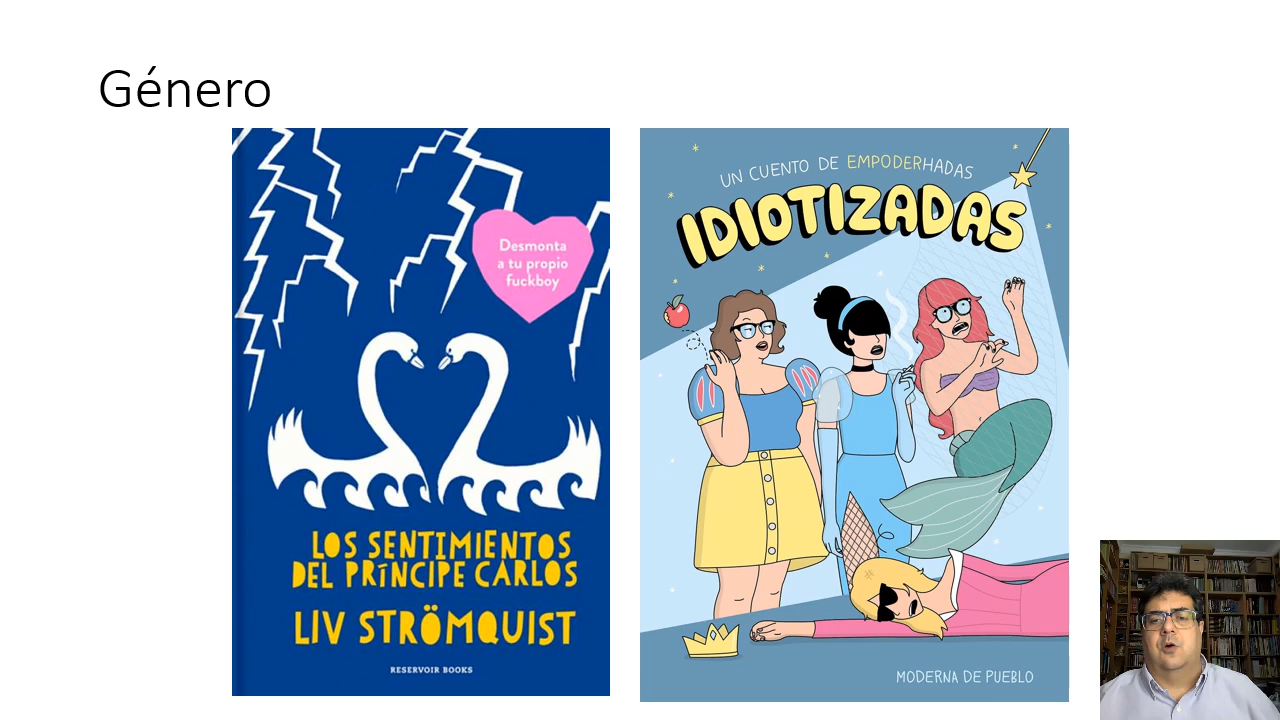 Género
Desmonta
a tu propio
fuckboy
LOS SENTIMIENTOS
DEL PRÍNCIPE CARLOS
LIV STRÖMQUIST
RESERVOIR BOOKS
UN CUENTO DE EMPODERHADAS
IDIOTIZADAS
MODERNA DE PUEBLO